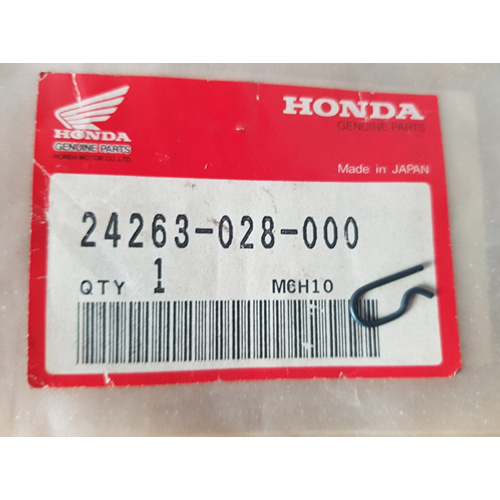 HONDA
GENUINE PARTS
HONDA MOTOR CO., LTD.
HONDA
GENUINE PARTS
Made in JAPAN
24263-028-000
QTY 1 MGH10